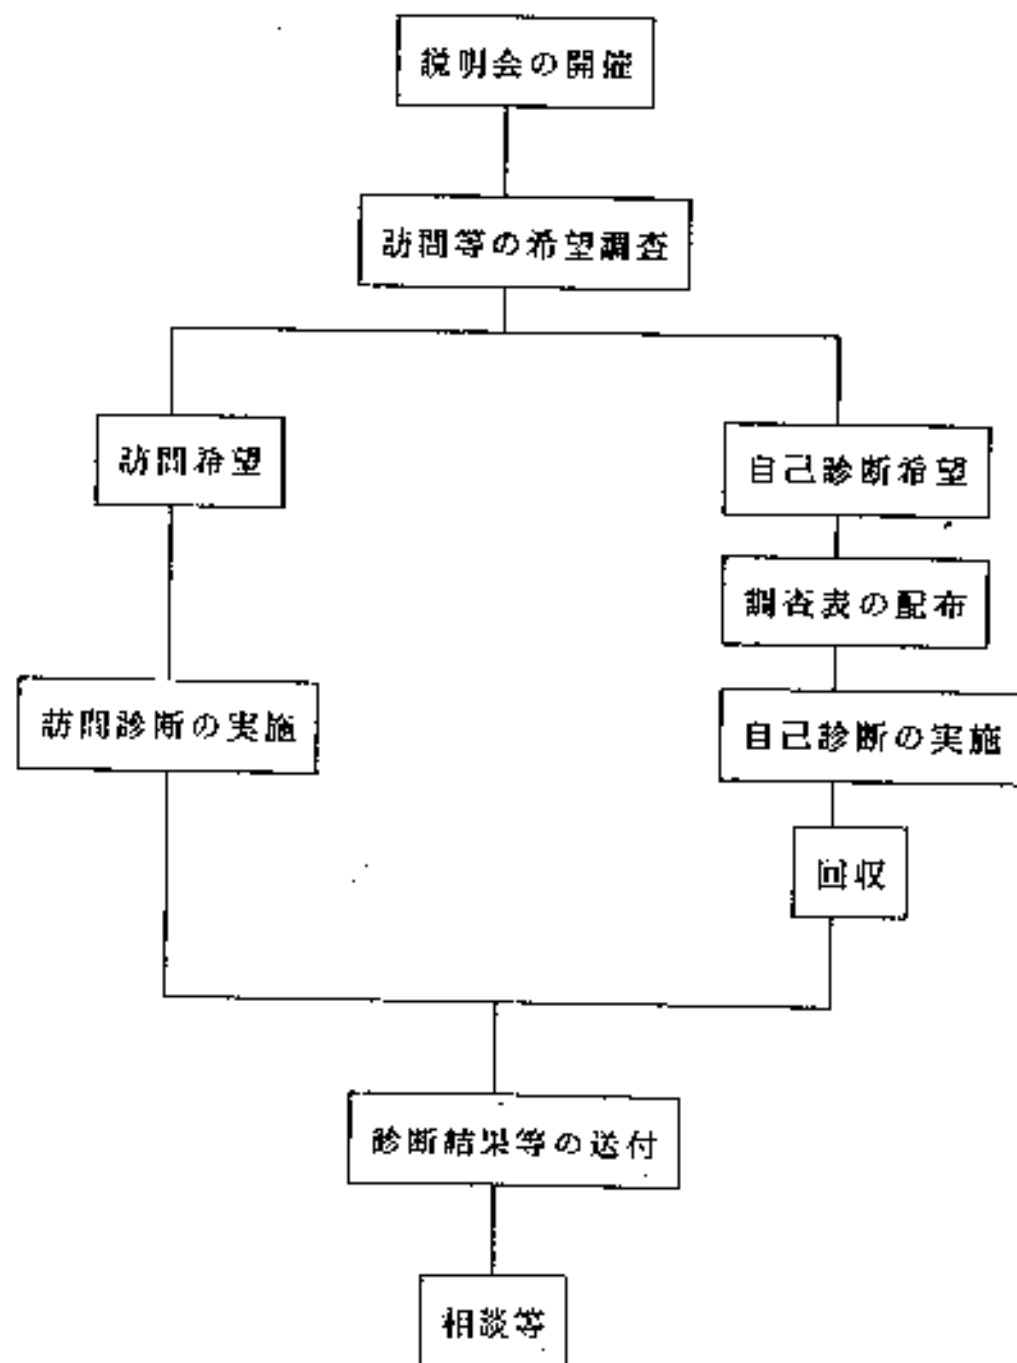 説明会の開催
訪問等の希望調査
訪問希望
自己診断希望
調査表の配布
訪問診断の実施
自己診断の実施
回収
診断結果等の送付
相談等